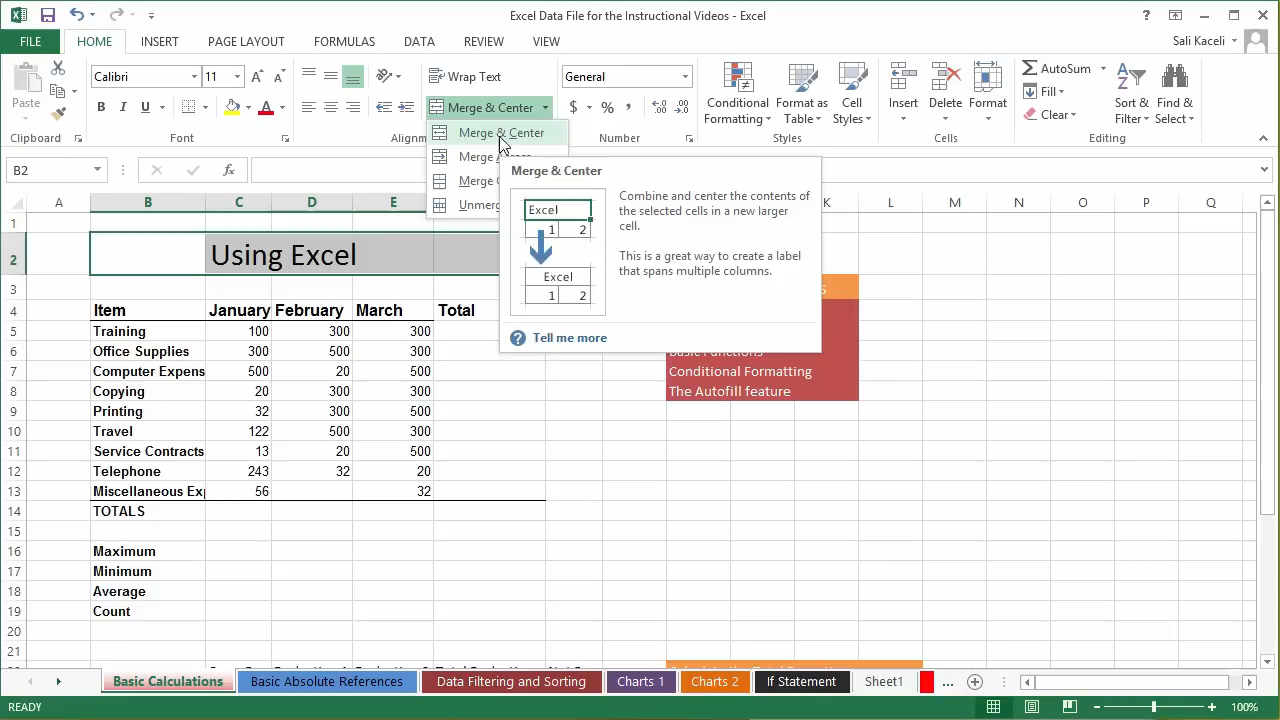 Excel Data File for the Instructional Videos - Excel
?
FILE HOME INSERT PAGE LAYOUT FORMULAS DATA REVIEW VIEW Sali Kaceli
Paste
Calibri 11
B I U
Wrap Text
Merge & Center
General
$ % ,
Conditional Formatting
Format as Table
Cell Styles
Insert
Delete
Format
AutoSum
Fill
Clear
Sort & Filter
Find & Select
Clipboard Font Alignm Number Styles Cells Editing
Merge & Center
Merge
Merge
Unmerg
B2 fx
Merge & Center
Combine and center the contents of
the selected cells in a new larger
cell.
This is a great way to create a label
that spans multiple columns.
Excel
1 2
Excel
1 2
Tell me more
A B C D E K L M N O P Q
1
2 Using Excel
3 s
4 Item January February March Total
5 Training 100 300 300
6 Office Supplies 300 500 300 Basic Functions
7 Computer Expens 500 20 500 Conditional Formatting
8 Copying 20 300 300 The Autofill feature
9 Printing 32 300 500
10 Travel 122 500 300
11 Service Contracts 13 20 500
12 Telephone 243 32 20
13 Miscellaneous Ex 56 32
14 TOTALS
15
16 Maximum
17 Minimum
18 Average
19 Count
20
21
Basic Calculations Basic Absolute References Data Filtering and Sorting Charts 1 Charts 2 If Statement Sheet1 ...
READY 100%